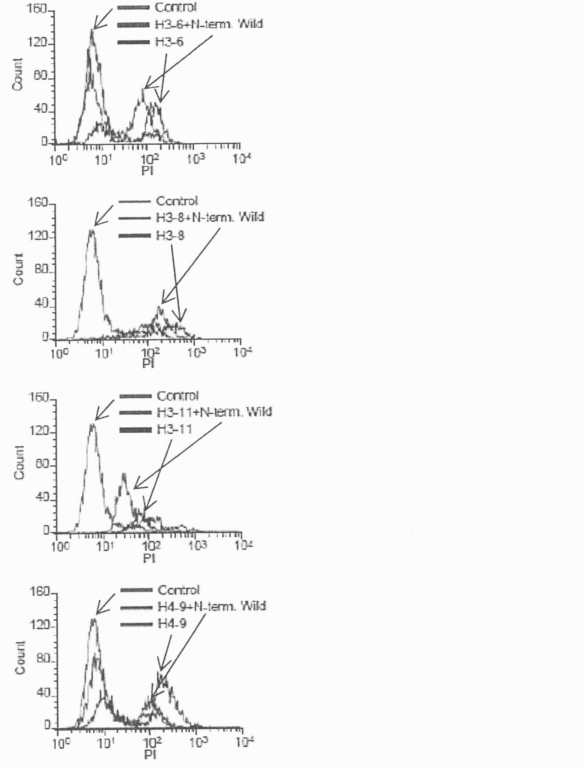 160
120
80
40
0
Count
10⁰ 10¹ 10² 10³ 10⁴
PI
Control
H3-6+N-term. Wild
H3-6
160
120
80
40
0
Count
10⁰ 10¹ 10² 10³ 10⁴
PI
Control
H3-8+N-term. Wild
H3-8
160
120
80
40
0
Count
10⁰ 10¹ 10² 10³ 10⁴
PI
Control
H3-11+N-term. Wild
H3-11
160
120
80
40
0
Count
10⁰ 10¹ 10² 10³ 10⁴
PI
Control
H4-9+N-term. Wild
H4-9